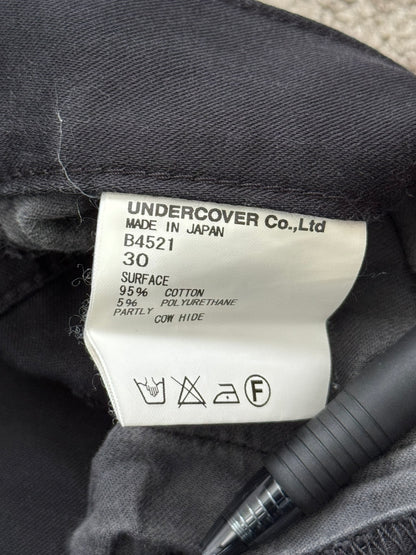 UNDERCOVER Co.,Ltd
MADE IN JAPAN
B4521
30
SURFACE
95% COTTON
5% POLYURETHANE
PARTLY
COW HIDE
F